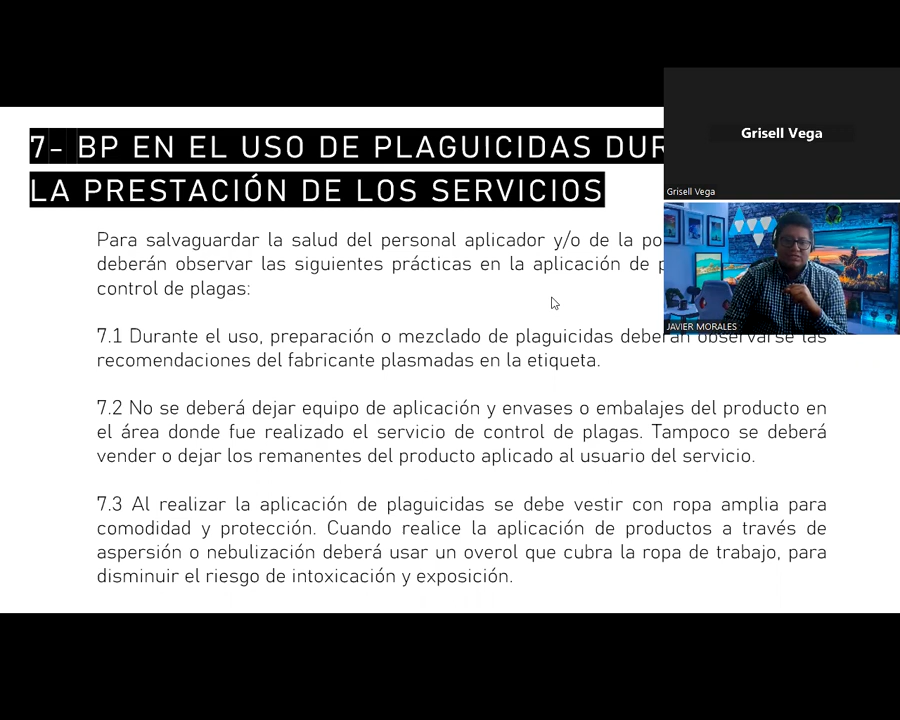 7- BP EN EL USO DE PLAGUICIDAS DUR
LA PRESTACIÓN DE LOS SERVICIOS
Para salvaguardar la salud del personal aplicador y/o de la
deberán observar las siguientes prácticas en la aplicación de
control de plagas:
7.1 Durante el uso, preparación o mezclado de plaguicidas deberán observarse las
recomendaciones del fabricante plasmadas en la etiqueta.
7.2 No se deberá dejar equipo de aplicación y envases o embalajes del producto en
el área donde fue realizado el servicio de control de plagas. Tampoco se deberá
vender o dejar los remanentes del producto aplicado al usuario del servicio.
7.3 Al realizar la aplicación de plaguicidas se debe vestir con ropa amplia para
comodidad y protección. Cuando realice la aplicación de productos a través de
aspersión o nebulización deberá usar un overol que cubra la ropa de trabajo, para
disminuir el riesgo de intoxicación y exposición.
Grisell Vega
Grisell Vega
JAVIER MORALES